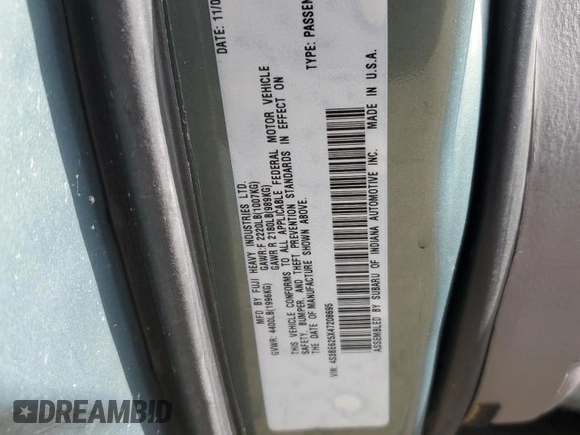 MFD BY FUJI HEAVY INDUSTRIES LTD. DATE: 11/0
GVWR: 4400LB(1996KG) GAWR:F 2220LB(1007KG)
GAWR R 2180LB(989KG)
THIS VEHICLE CONFORMS TO ALL APPLICABLE FEDERAL MOTOR VEHICLE
SAFETY, BUMPER, AND THEFT PREVENTION STANDARDS IN EFFECT ON
THE DATE OF MANUFACTURE SHOWN ABOVE.
VIN: 4S3BE625X47208695 TYPE: PASSEN
ASSEMBLED BY SUBARU OF INDIANA AUTOMOTIVE INC. MADE IN U.S.A.
DREAMBID